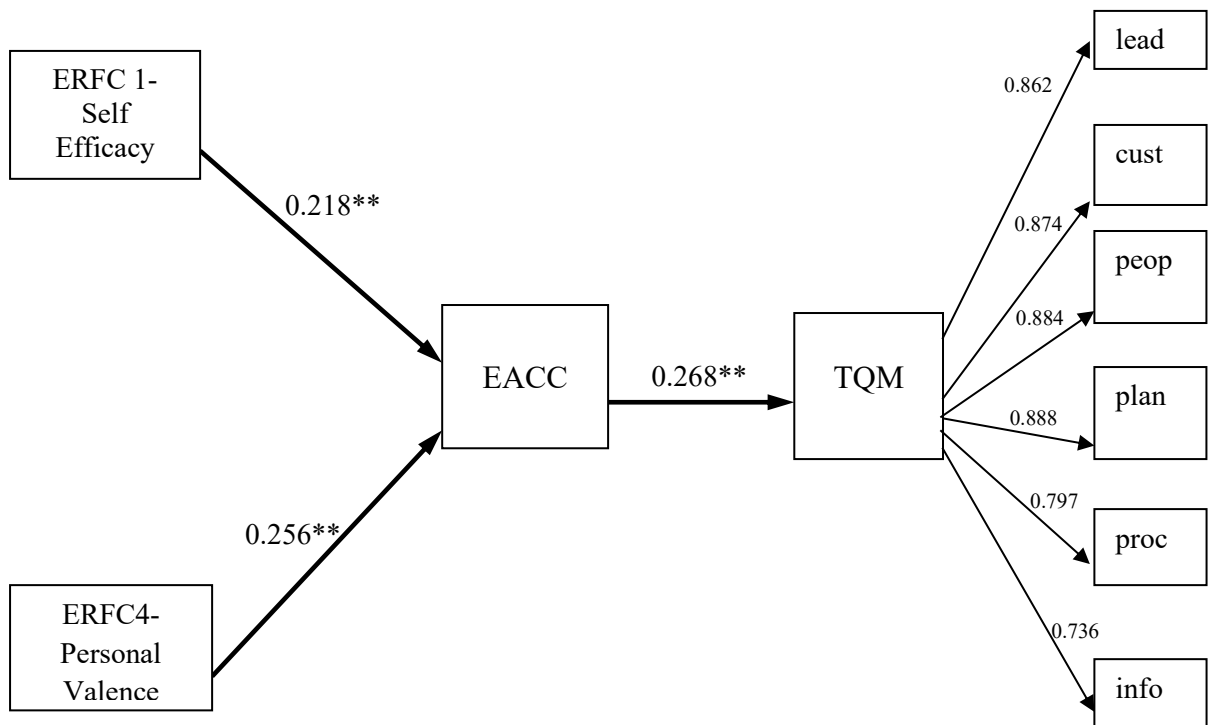 ERFC 1-
Self
Efficacy
0.218**
ERFC4-
Personal
Valence
0.256**
EACC
0.268**
TQM
0.862
0.874
0.884
0.888
0.797
0.736
lead
cust
peop
plan
proc
info